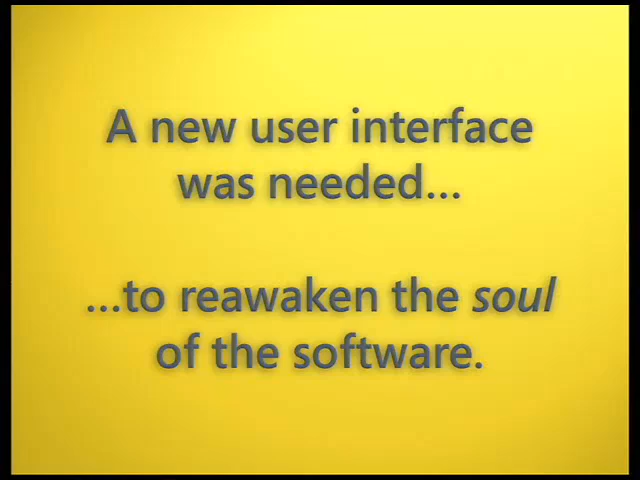 A new user interface
was needed...
...to reawaken the soul
of the software.